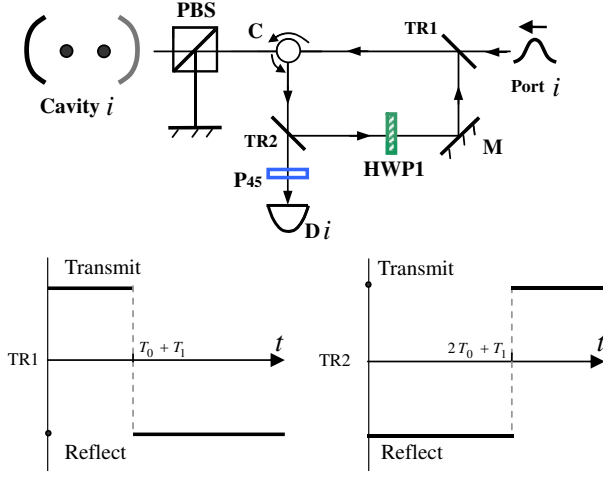 PBS
C
TR1
Cavity i
Port i
TR2
HWP1
M
P45
D i
Transmit
T0 + T1
t
TR1
Reflect
Transmit
2T0 + T1
t
TR2
Reflect